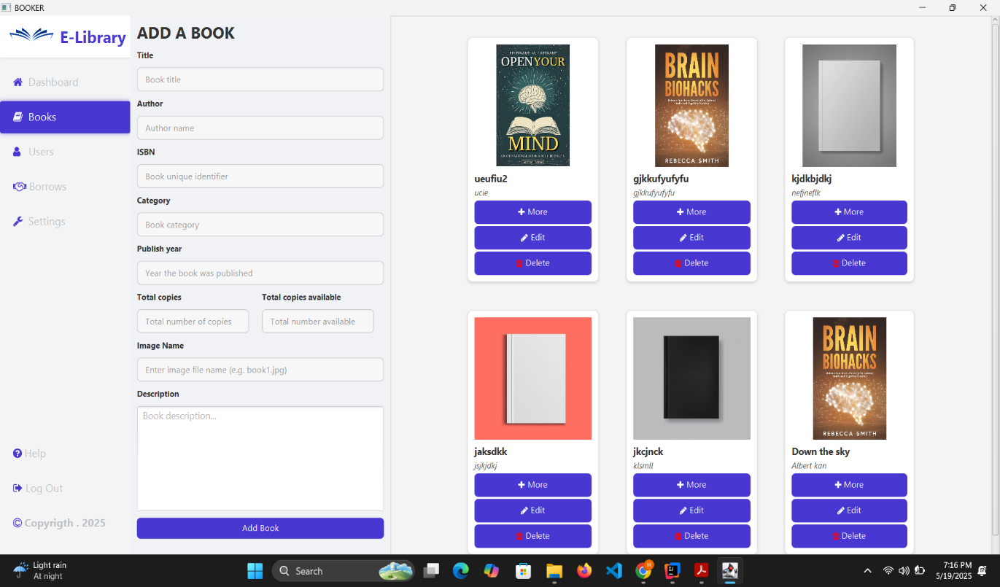 BOOKER
E-Library
Dashboard
Books
Users
Borrows
Settings
Help
Log Out
© Copyrigth . 2025
ADD A BOOK
Title
Book title
Author
Author name
ISBN
Book unique identifier
Category
Book category
Publish year
Year the book was published
Total copies Total copies available
Total number of copies Total number available
Image Name
Enter image file name (e.g. book1.jpg)
Description
Book description...
Add Book
OPEN YOUR
MIND
ueufiu2
ucie
+ More
Edit
Delete
BRAIN
BIOHACKS
REBECCA SMITH
gjkkufyufyfu
gjkkufyufyfu
+ More
Edit
Delete
kjdkbjdkj
nefjneflk
+ More
Edit
Delete
jaksdkk
jsjkjdkj
+ More
Edit
Delete
jkcjnck
klsmll
+ More
Edit
Delete
BRAIN
BIOHACKS
REBECCA SMITH
Down the sky
Albert kan
+ More
Edit
Delete
Light rain
At night
Search
7:16 PM
5/19/2025